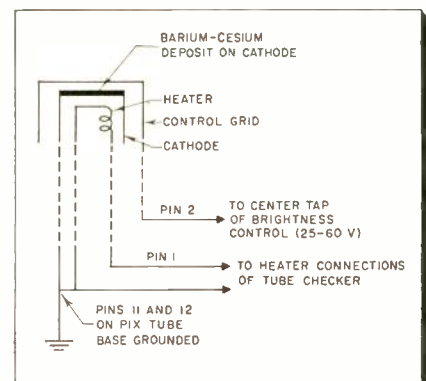 BARIUM-CESIUM
DEPOSIT ON CATHODE
HEATER
CONTROL GRID
CATHODE
PIN 2
TO CENTER TAP
OF BRIGHTNESS
CONTROL (25-60 V)
PIN 1
TO HEATER CONNECTIONS
OF TUBE CHECKER
PINS 11 AND 12
ON PIX TUBE
BASE GROUNDED